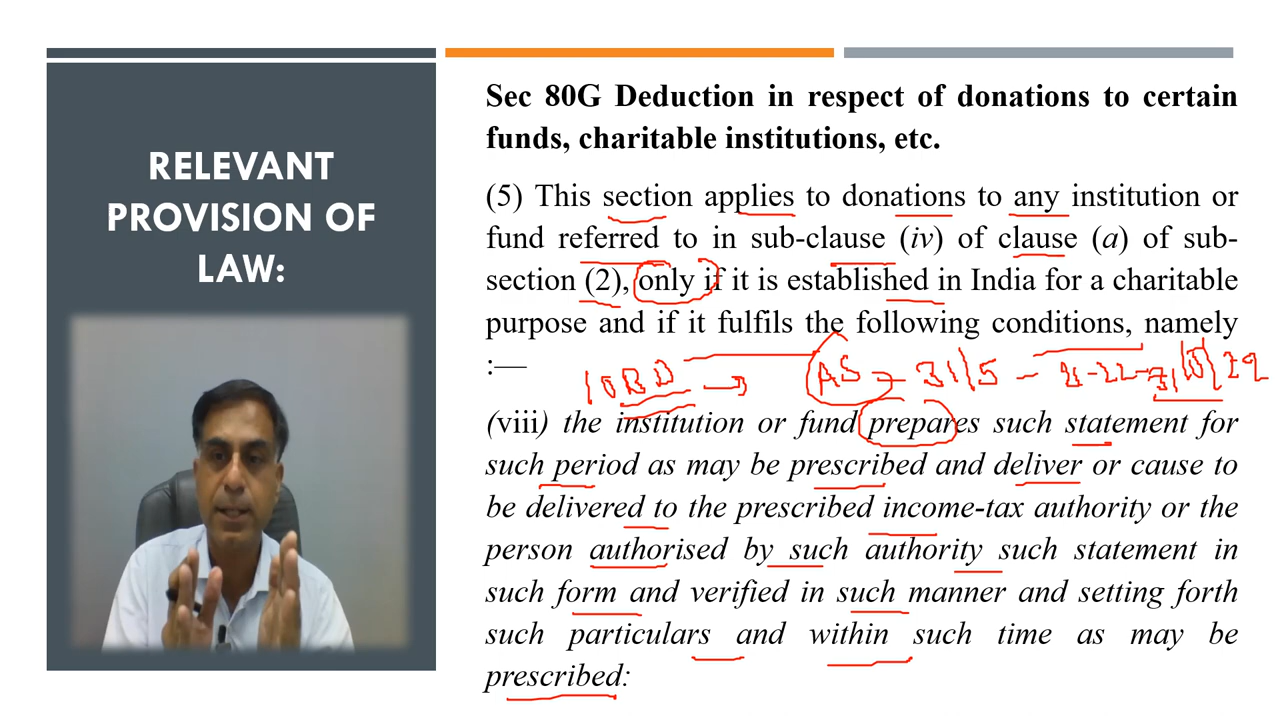 RELEVANT
PROVISION OF
LAW:
Sec 80G Deduction in respect of donations to certain
funds, charitable institutions, etc.
(5) This section applies to donations to any institution or
fund referred to in sub-clause (iv) of clause (a) of sub-
section (2), only if it is established in India for a charitable
purpose and if it fulfils the following conditions, namely
:—
10BD → AS 31/5 - 21-22
(viii) the institution or fund prepares such statement for
such period as may be prescribed and deliver or cause to
be delivered to the prescribed income-tax authority or the
person authorised by such authority such statement in
such form and verified in such manner and setting forth
such particulars and within such time as may be
prescribed: